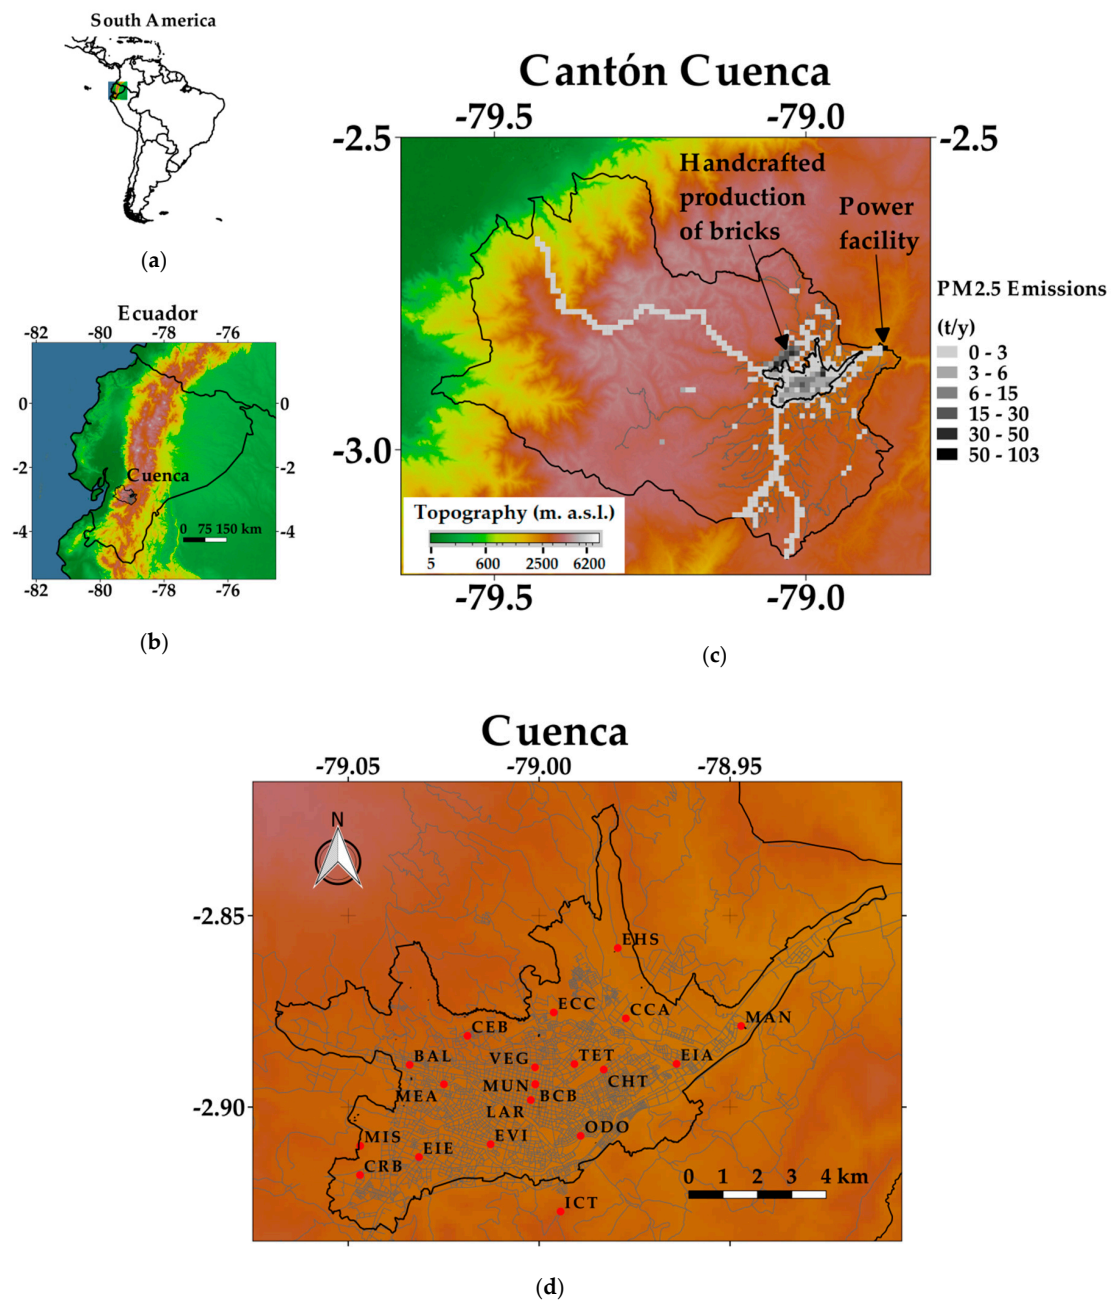 South America
(a)
Ecuador
-82 -80 -78 -76
0 0
-2 -2
Cuenca
-4 -4
0 75 150 km
-82 -80 -78 -76
(b)
Cantón Cuenca
-79.5 -79.0
-2.5 -2.5
Handcrafted
production
of bricks
Power
facility
PM2.5 Emissions
(t/y)
0 - 3
3 - 6
6 - 15
15 - 30
30 - 50
50 - 103
-3.0
Topography (m. a.s.l.)
5 600 2500 6200
-79.5 -79.0
(c)
Cuenca
-79.05 -79.00 -78.95
N
-2.85 -2.85
EHS
ECC
CCA
MAN
CEB
BAL
VEG
TET
EIA
CHT
MEA
MUN
BCB
-2.90 -2.90
LAR
ODO
MIS
EIE
EVI
CRB
0 1 2 3 4 km
ICT
(d)